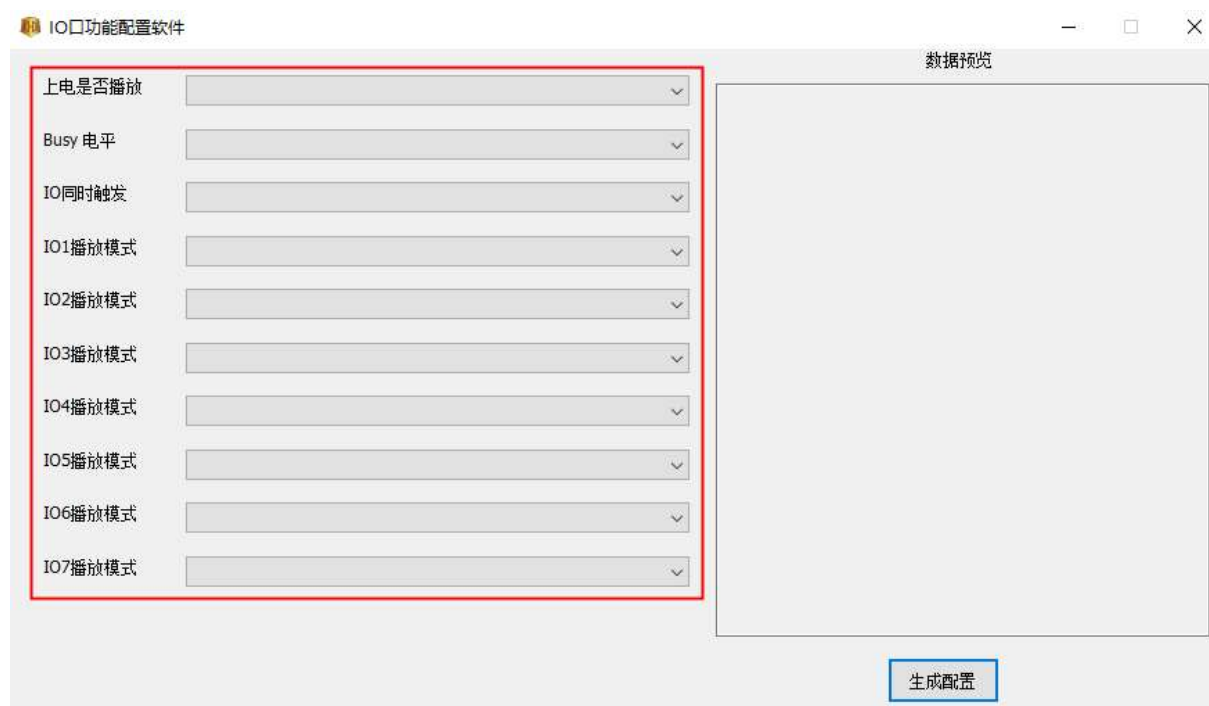 IO口功能配置软件
数据预览
上电是否播放
Busy 电平
IO同时触发
IO1播放模式
IO2播放模式
IO3播放模式
IO4播放模式
IO5播放模式
IO6播放模式
IO7播放模式
生成配置